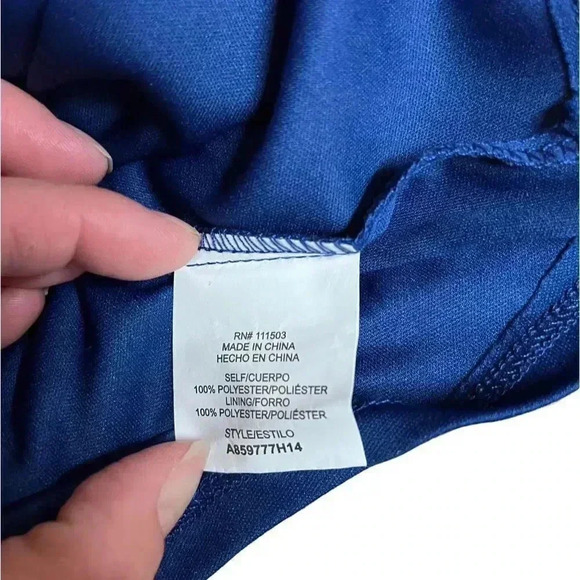 RN# 111503
MADE IN CHINA
HECHO EN CHINA
SELF/CUERPO
100% POLYESTER/POLIÉSTER
LINING/FORRO
100% POLYESTER/POLIÉSTER
STYLE/ESTILO
A859777H14